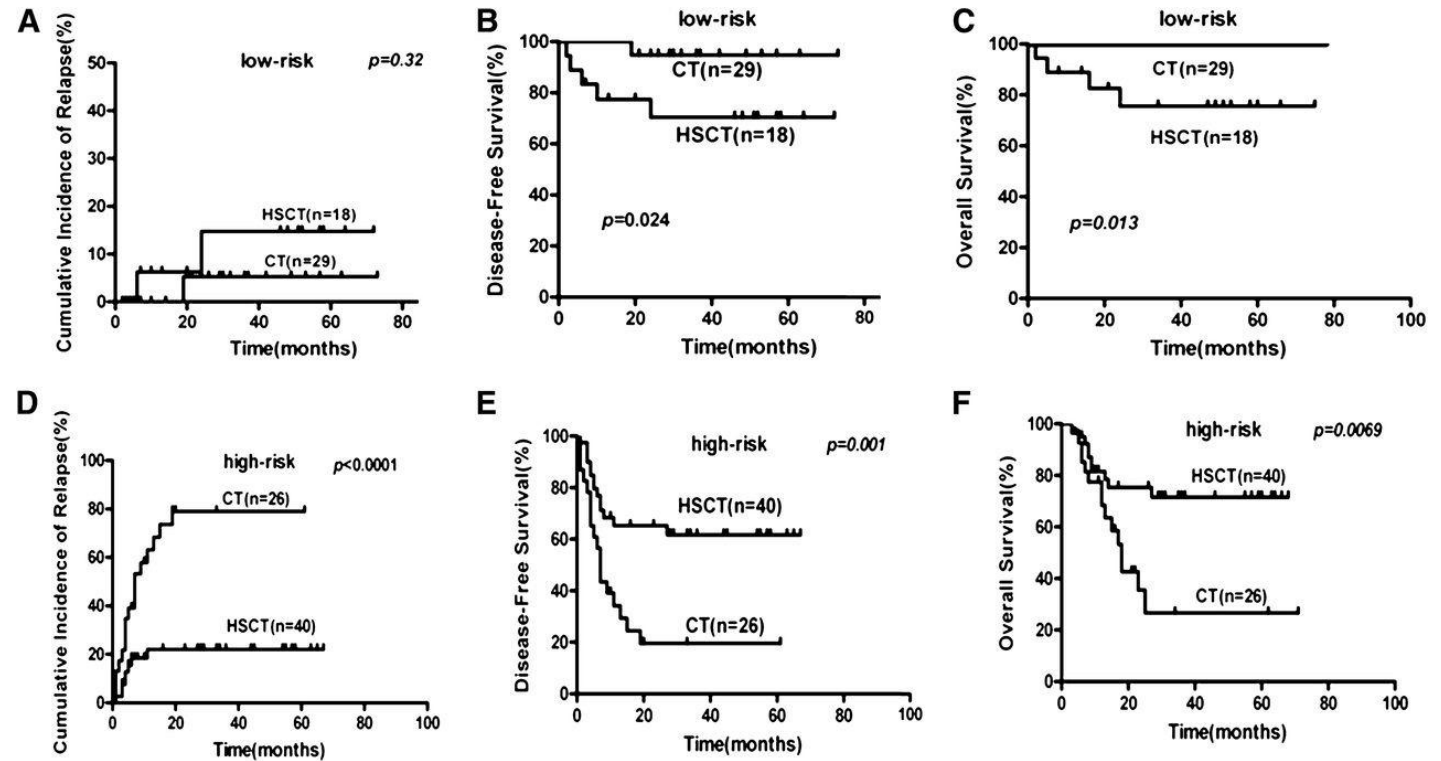 A
low-risk
p=0.32
Cumulative Incidence of Relapse(%)
50
40
30
20
10
0
HSCT(n=18)
CT(n=29)
0 20 40 60 80
Time(months)
B
low-risk
Disease-Free Survival(%)
100
80
60
40
20
0
CT(n=29)
HSCT(n=18)
p=0.024
0 20 40 60 80
Time(months)
C
low-risk
Overall Survival(%)
100
80
60
40
20
0
CT(n=29)
HSCT(n=18)
p=0.013
0 20 40 60 80 100
Time(months)
D
high-risk
p<0.0001
Cumulative Incidence of Relapse(%)
100
80
60
40
20
0
CT(n=26)
HSCT(n=40)
0 20 40 60 80 100
Time(months)
E
high-risk
p=0.001
Disease-Free Survival(%)
100
80
60
40
20
0
HSCT(n=40)
CT(n=26)
0 20 40 60 80 100
Time(months)
F
high-risk
p=0.0069
Overall Survival(%)
100
80
60
40
20
0
HSCT(n=40)
CT(n=26)
0 20 40 60 80 100
Time(months)